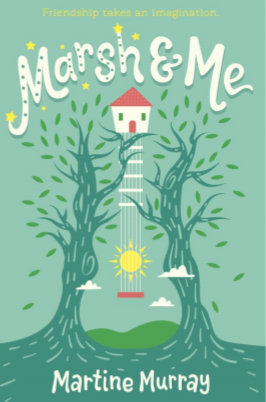 Friendship takes an imagination.
Marsh & Me
Martine Murray